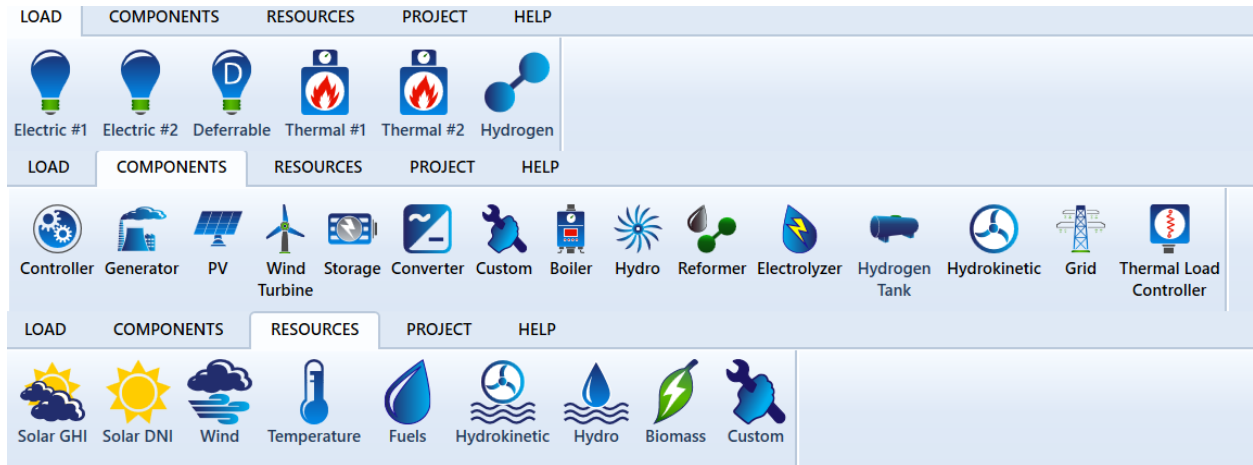 LOAD COMPONENTS RESOURCES PROJECT HELP
D
Electric #1 Electric #2 Deferrable Thermal #1 Thermal #2 Hydrogen
LOAD COMPONENTS RESOURCES PROJECT HELP
Controller Generator PV Wind Storage Converter Custom Boiler Hydro Reformer Electrolyzer Hydrogen Hydrokinetic Grid Thermal Load
Turbine Tank Controller
LOAD COMPONENTS RESOURCES PROJECT HELP
Solar GHI Solar DNI Wind Temperature Fuels Hydrokinetic Hydro Biomass Custom